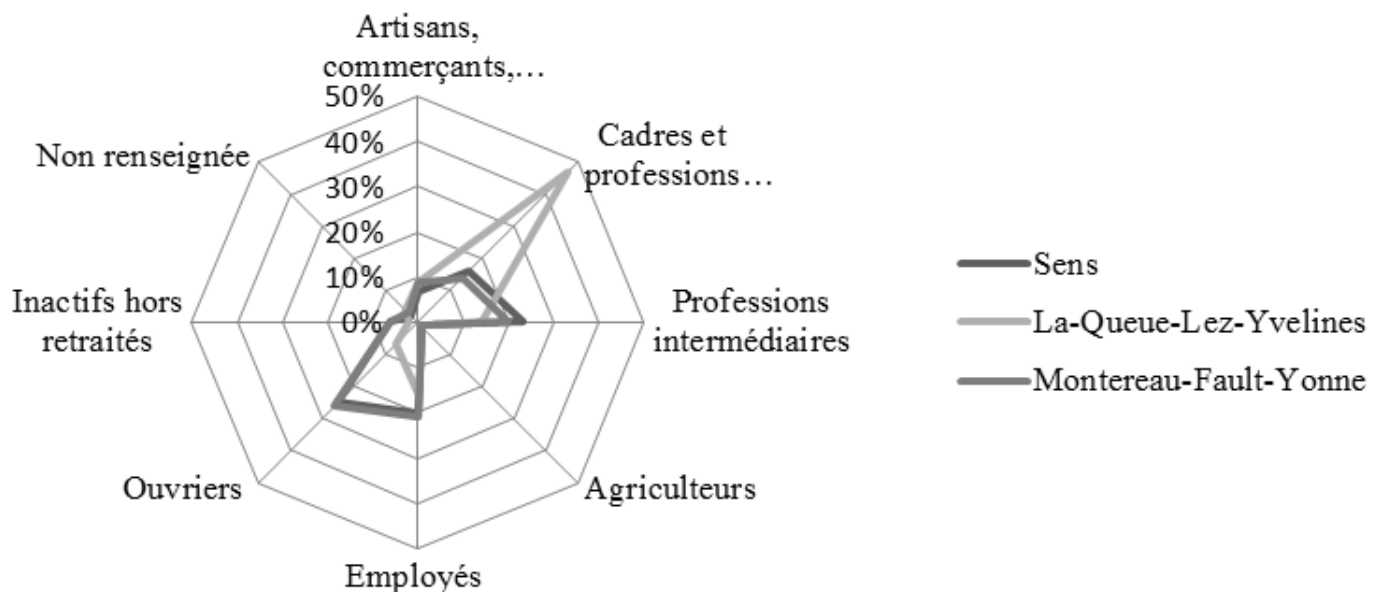 Artisans,
commerçants,…
50%
40%
30%
20%
10%
0%
Cadres et
professions…
Professions
intermédiaires
Agriculteurs
Employés
Ouvriers
Inactifs hors
retraités
Non renseignée
Sens
La-Queue-Lez-Yvelines
Montereau-Fault-Yonne